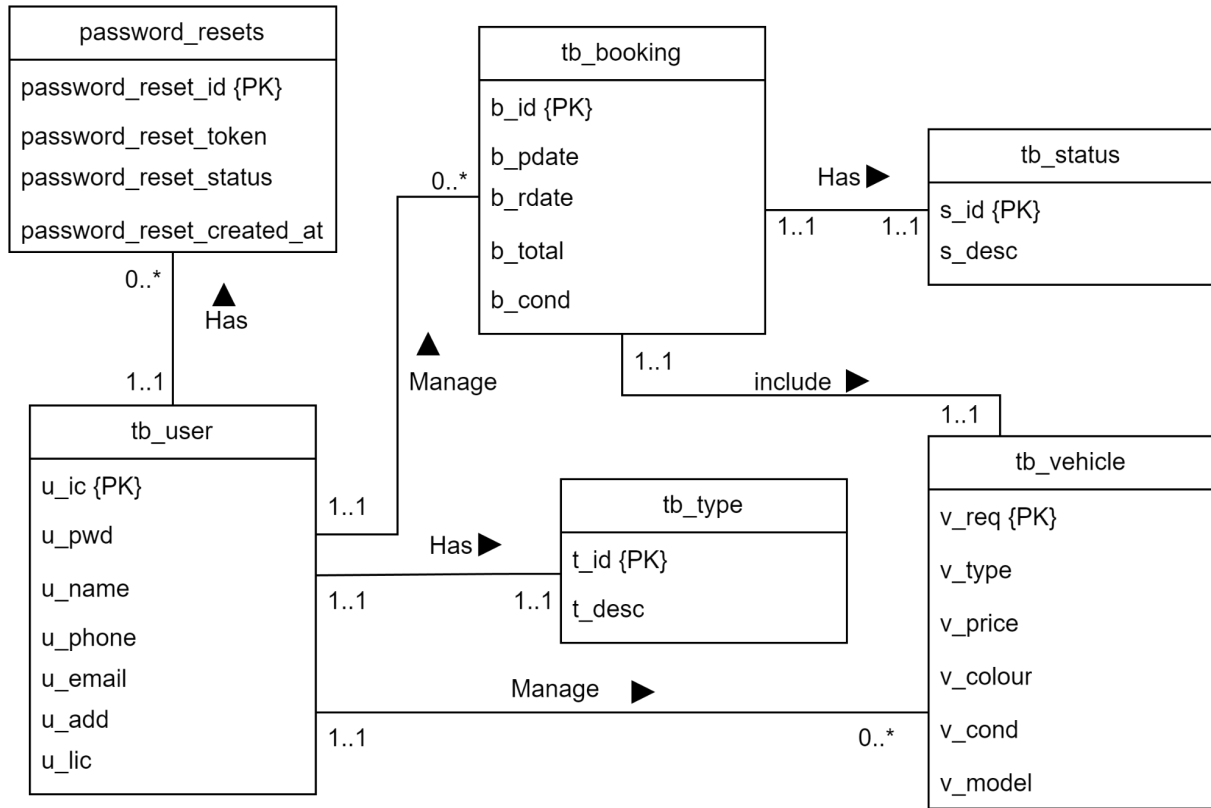 password_resets
password_reset_id {PK}
password_reset_token
password_reset_status
password_reset_created_at
tb_booking
b_id {PK}
b_pdate
b_rdate
b_total
b_cond
tb_status
s_id {PK}
s_desc
Has
1..1
1..1
0..*
0..*
Has
1..1
Manage
1..1
include
1..1
tb_user
u_ic {PK}
u_pwd
u_name
u_phone
u_email
u_add
u_lic
1..1
Has
1..1
1..1
tb_type
t_id {PK}
t_desc
Manage
1..1
0..*
tb_vehicle
v_req {PK}
v_type
v_price
v_colour
v_cond
v_model